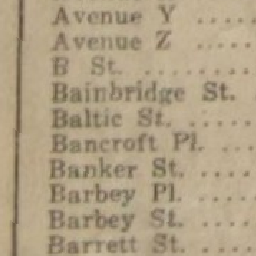 Avenue Y .....
Avenue Z .....
B St. ........
Bainbridge St.
Baltic St. .....
Bancroft Pl. ...
Banker St. ....
Barbey Pl. ....
Barbey St. ....
Barrett St. ....